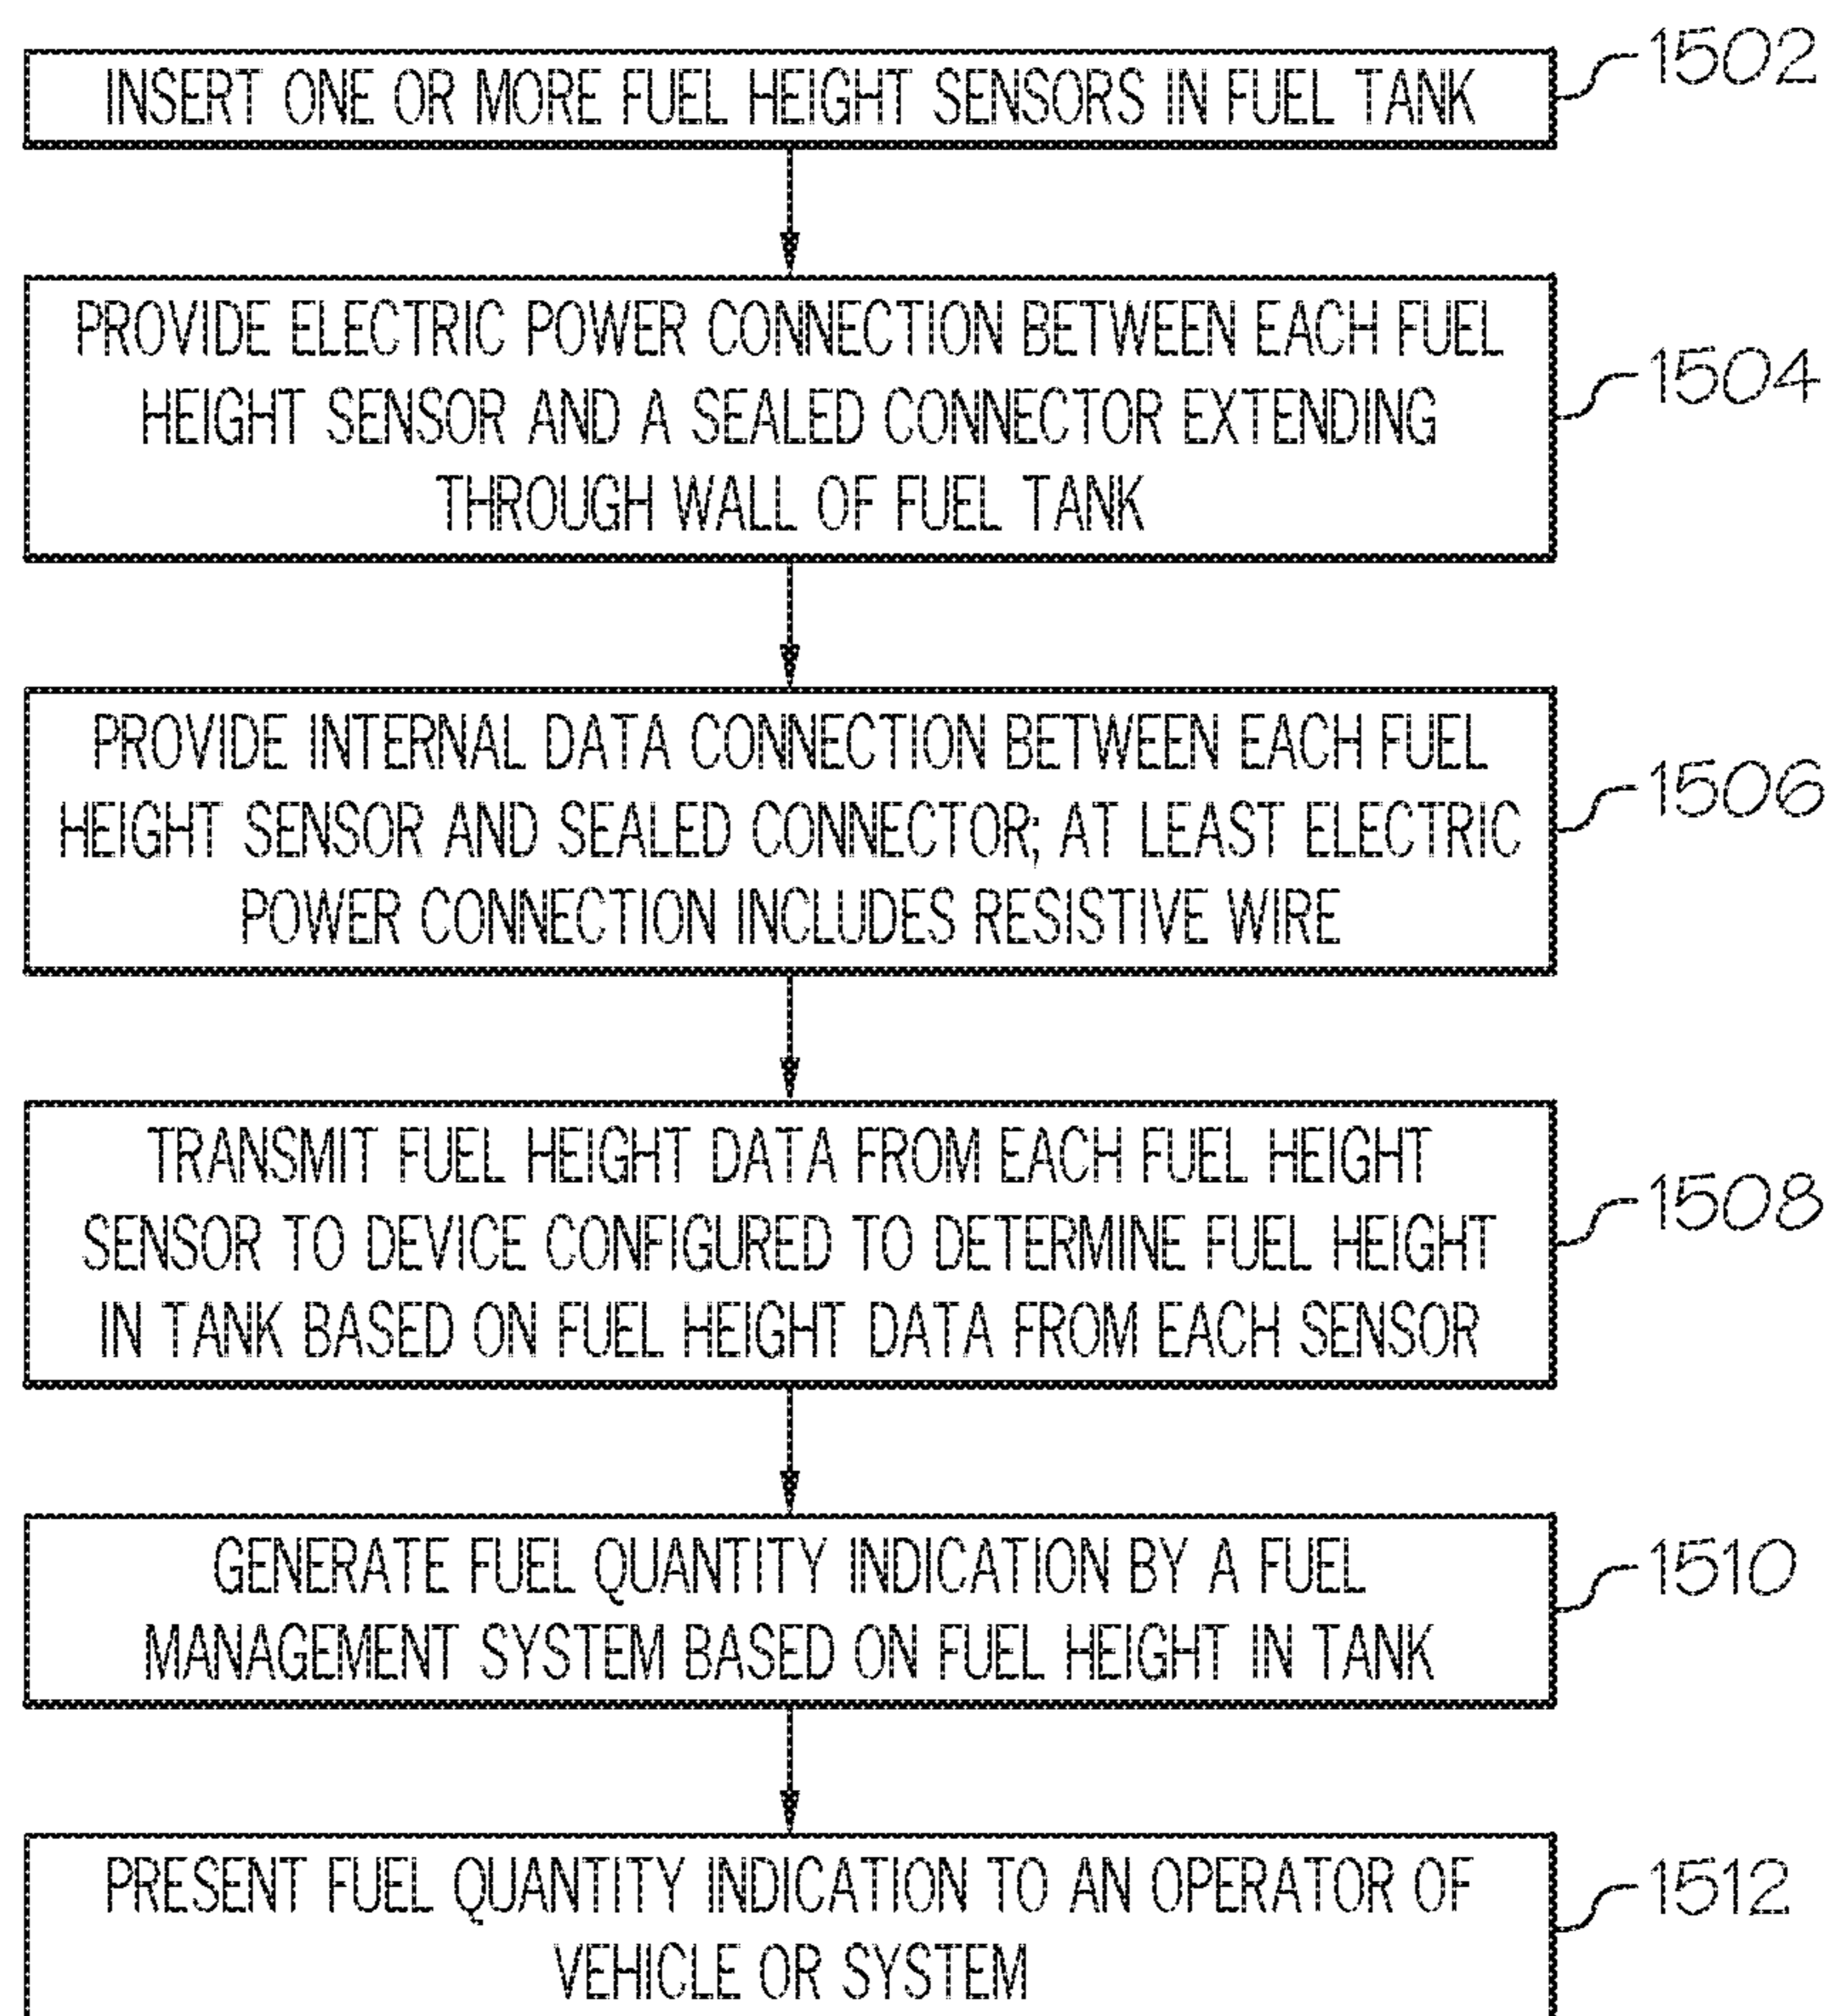 INSERT ONE OR MORE FUEL HEIGHT SENSORS IN FUEL TANK
1502
PROVIDE ELECTRIC POWER CONNECTION BETWEEN EACH FUEL
HEIGHT SENSOR AND A SEALED CONNECTOR EXTENDING
THROUGH WALL OF FUEL TANK
1504
PROVIDE INTERNAL DATA CONNECTION BETWEEN EACH FUEL
HEIGHT SENSOR AND SEALED CONNECTOR; AT LEAST ELECTRIC
POWER CONNECTION INCLUDES RESISTIVE WIRE
1506
TRANSMIT FUEL HEIGHT DATA FROM EACH FUEL HEIGHT
SENSOR TO DEVICE CONFIGURED TO DETERMINE FUEL HEIGHT
IN TANK BASED ON FUEL HEIGHT DATA FROM EACH SENSOR
1508
GENERATE FUEL QUANTITY INDICATION BY A FUEL
MANAGEMENT SYSTEM BASED ON FUEL HEIGHT IN TANK
1510
PRESENT FUEL QUANTITY INDICATION TO AN OPERATOR OF
VEHICLE OR SYSTEM
1512